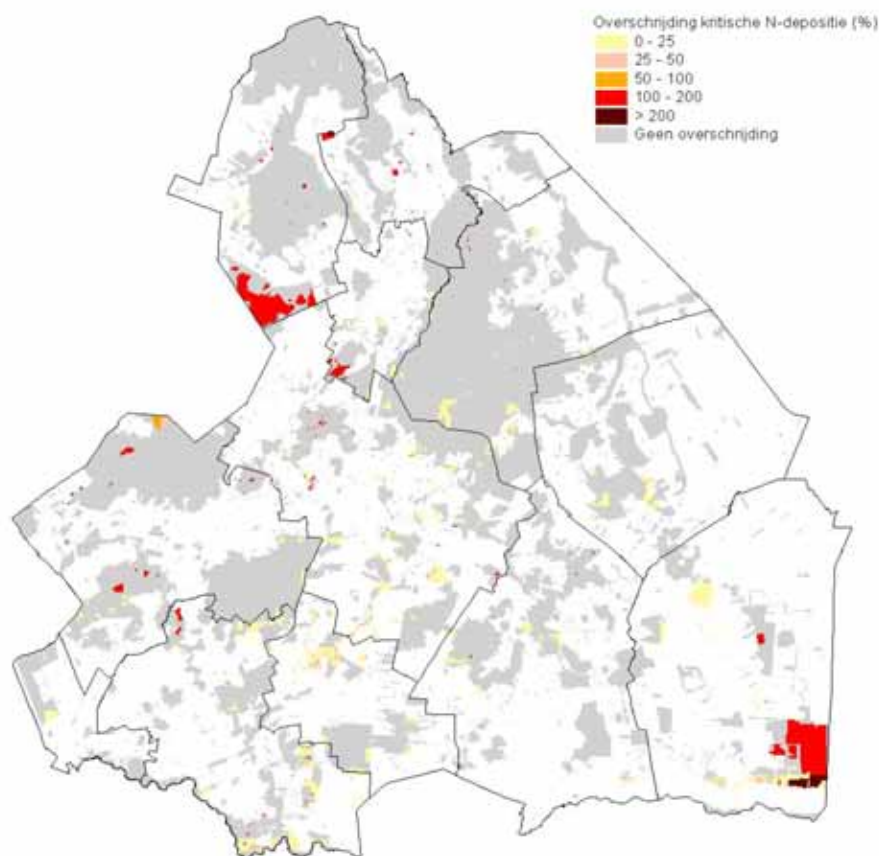 Overschrijding kritische N-depositie (%)
0 - 25
25 - 50
50 - 100
100 - 200
> 200
Geen overschrijding